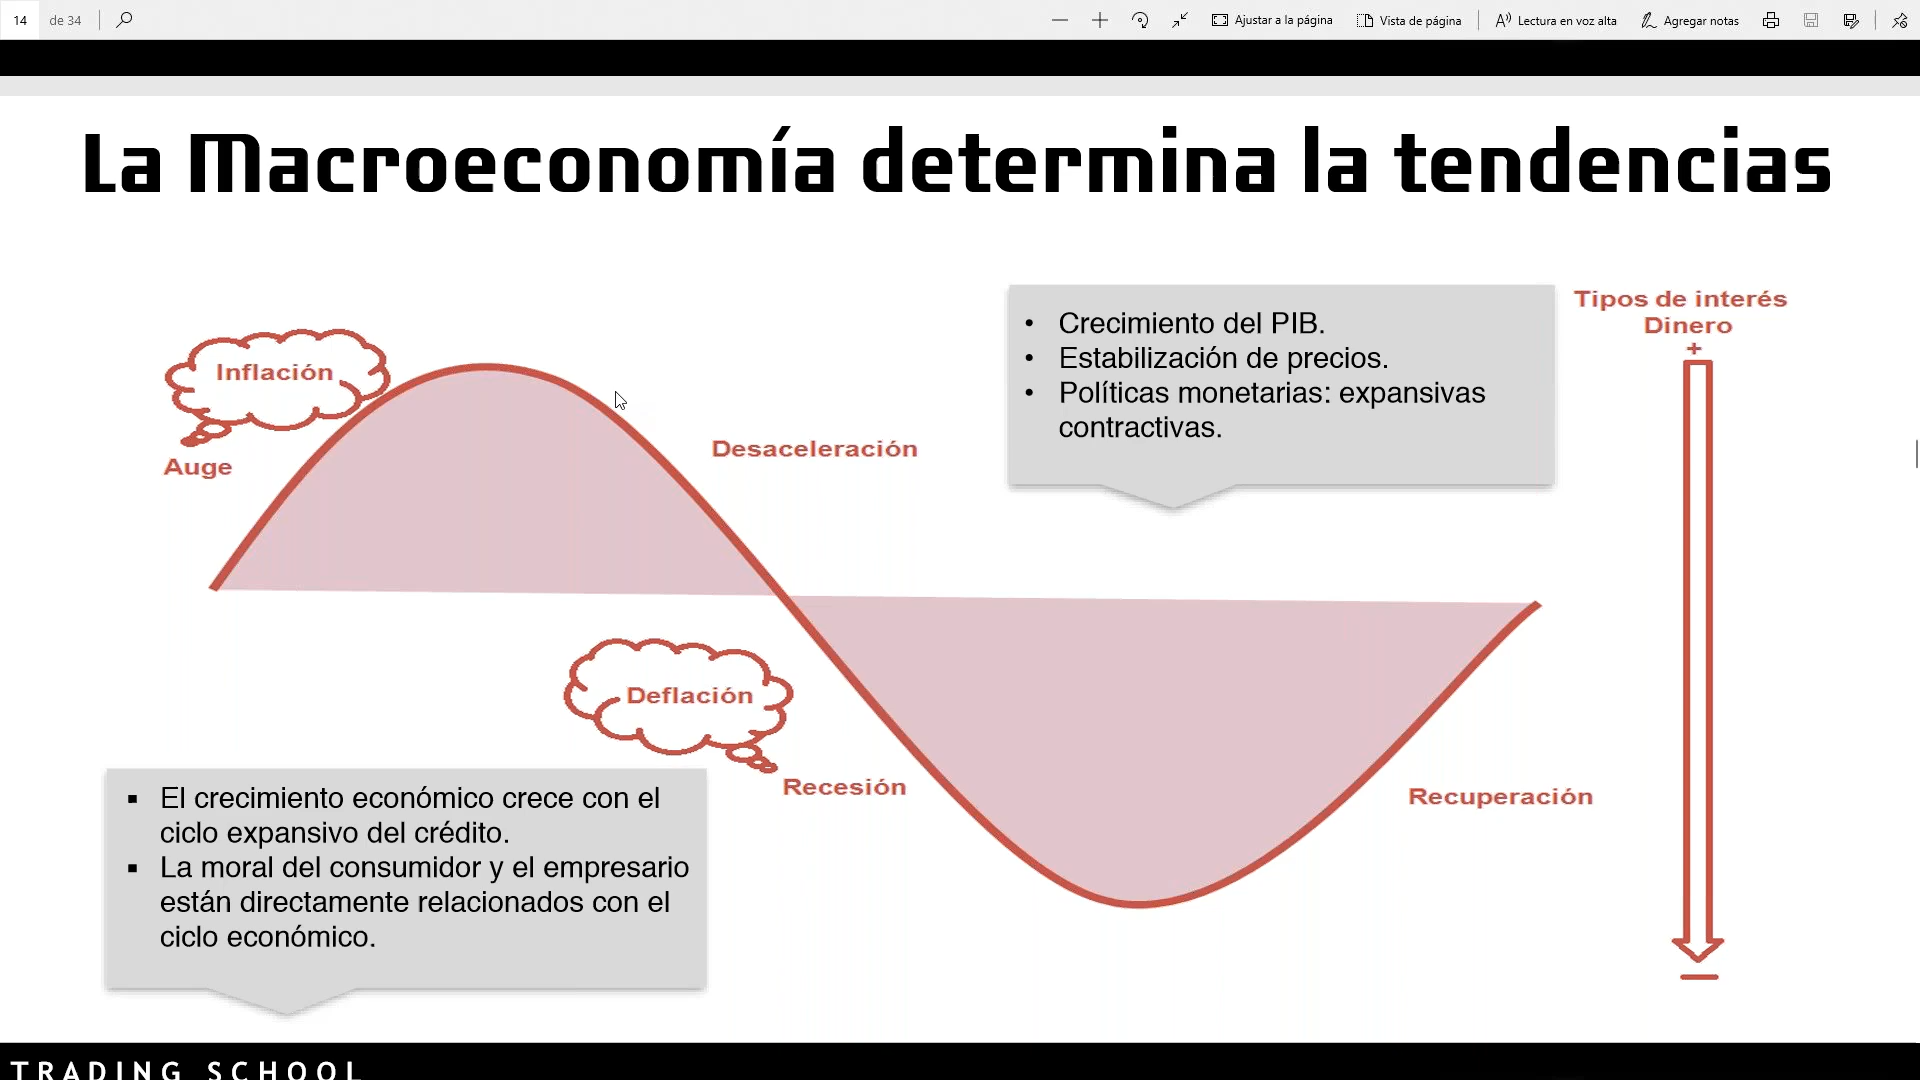 14 de 34 Ajustar a la página Vista de página Lectura en voz alta Agregar notas
La Macroeconomía determina la tendencias
Inflación
Auge
Desaceleración
• Crecimiento del PIB.
• Estabilización de precios.
• Políticas monetarias: expansivas
contractivas.
Tipos de interés
Dinero
+
Deflación
Recesión
Recuperación
▪ El crecimiento económico crece con el
ciclo expansivo del crédito.
▪ La moral del consumidor y el empresario
están directamente relacionados con el
ciclo económico.
TRADING SCHOOL